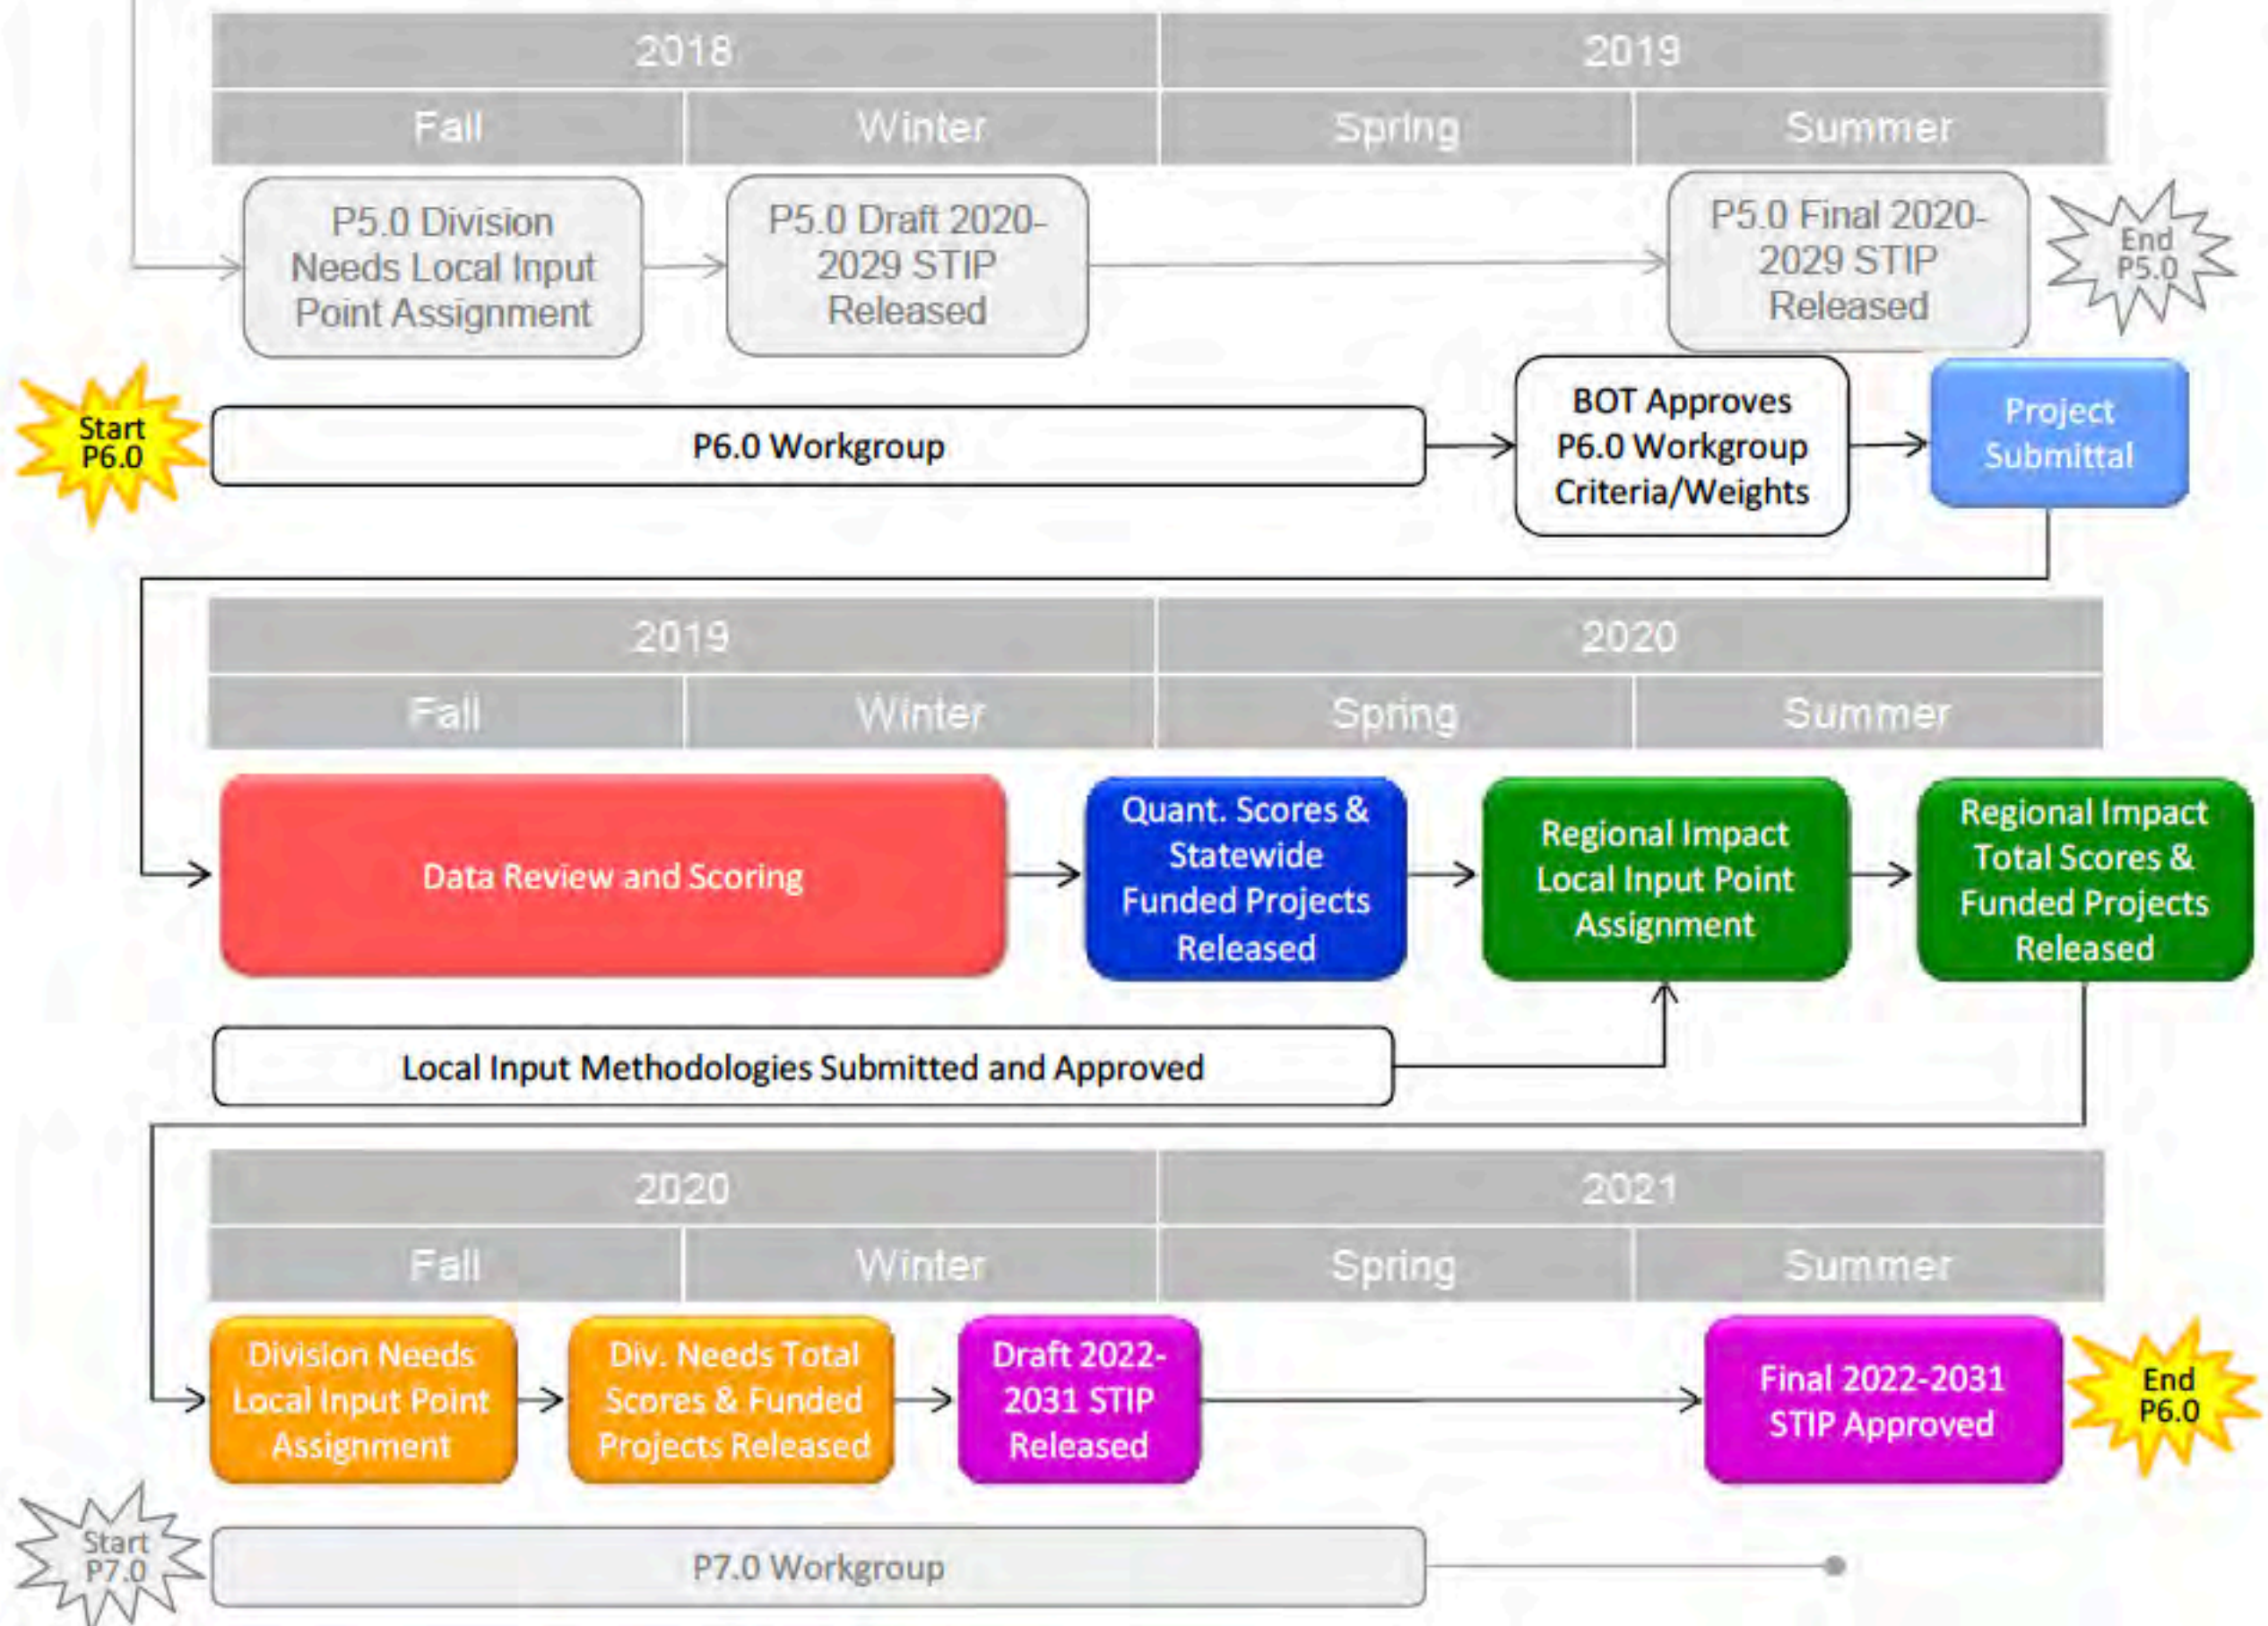 2018
2019
Fall
Winter
Spring
Summer
P5.0 Division
Needs Local Input
Point Assignment
P5.0 Draft 2020-
2029 STIP
Released
P5.0 Final 2020-
2029 STIP
Released
End
P5.0
Start
P6.0
P6.0 Workgroup
BOT Approves
P6.0 Workgroup
Criteria/Weights
Project
Submittal
2019
2020
Fall
Winter
Spring
Summer
Data Review and Scoring
Quant. Scores &
Statewide
Funded Projects
Released
Regional Impact
Local Input Point
Assignment
Regional Impact
Total Scores &
Funded Projects
Released
Local Input Methodologies Submitted and Approved
2020
2021
Fall
Winter
Spring
Summer
Division Needs
Local Input Point
Assignment
Div. Needs Total
Scores & Funded
Projects Released
Draft 2022-
2031 STIP
Released
Final 2022-2031
STIP Approved
End
P6.0
Start
P7.0
P7.0 Workgroup